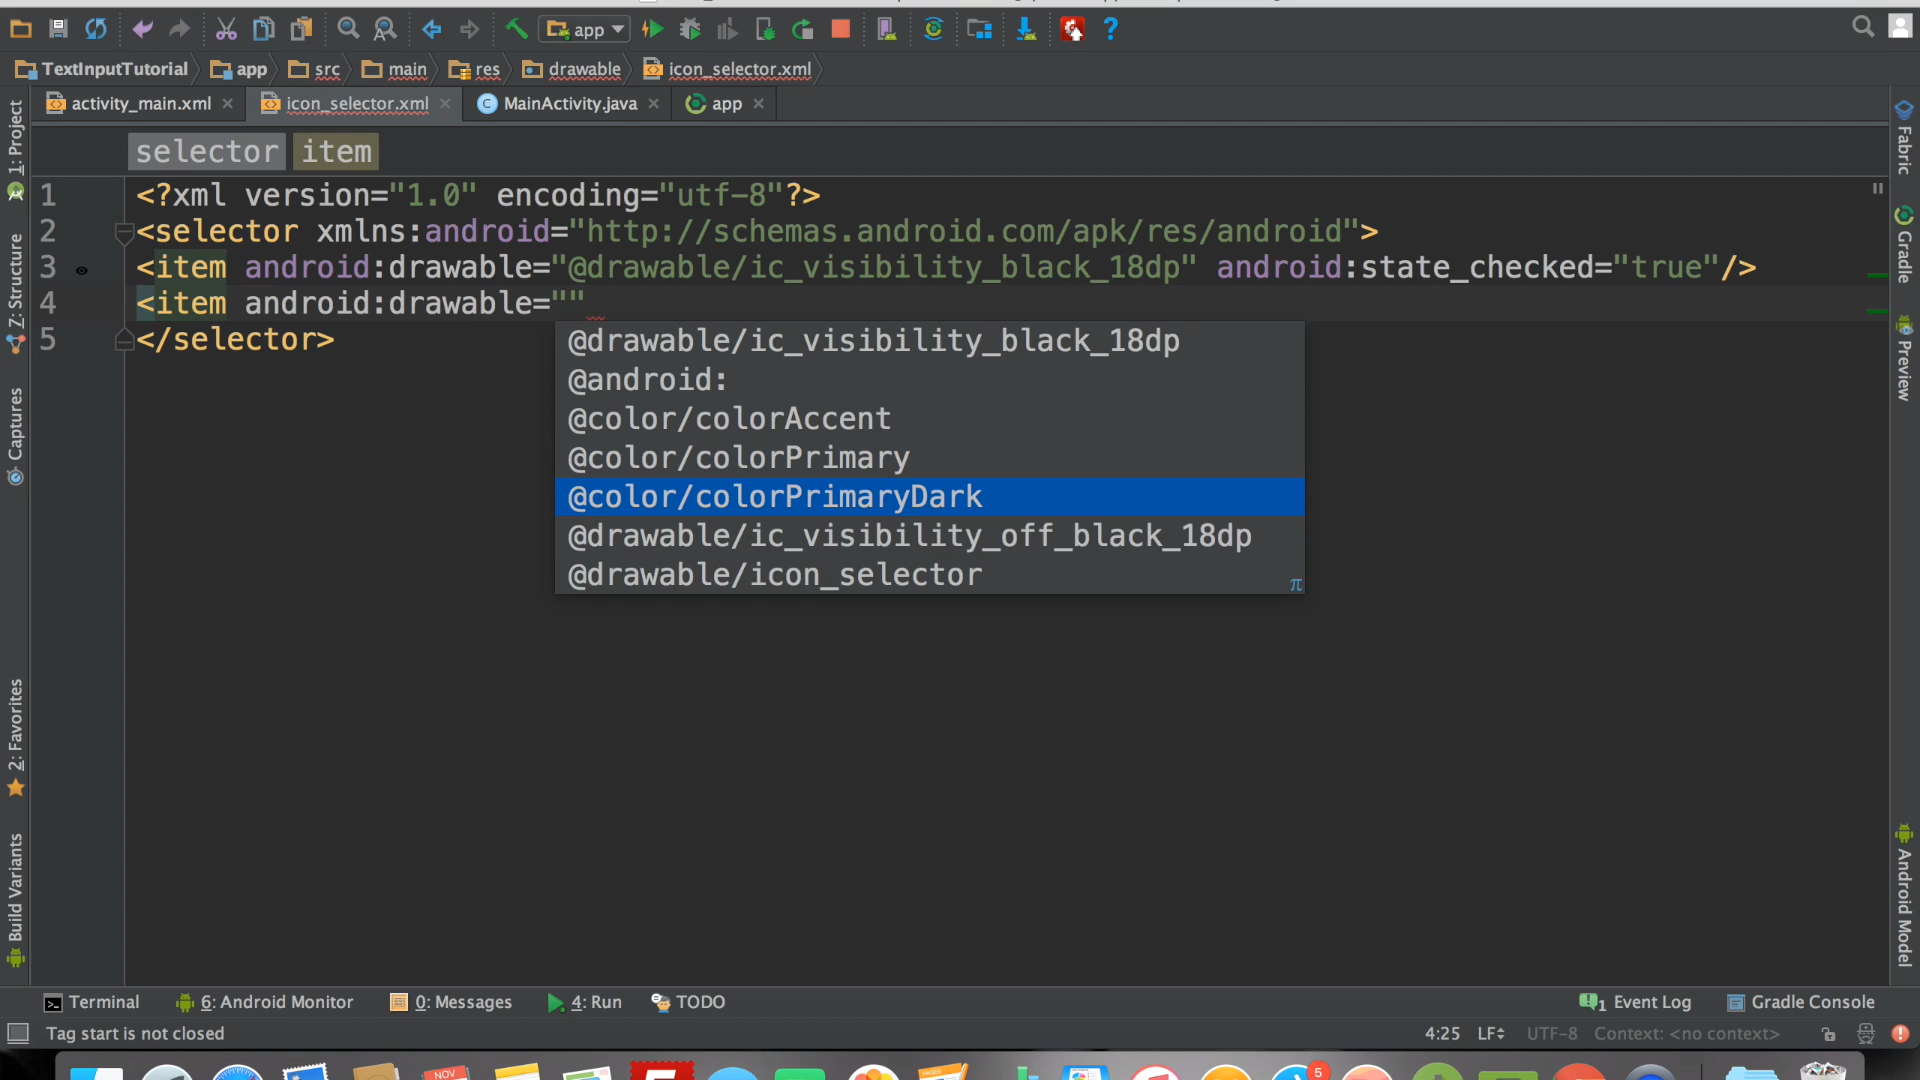 app
TextInputTutorial app src main res drawable icon_selector.xml
activity_main.xml icon_selector.xml MainActivity.java app
selector item
1 <?xml version="1.0" encoding="utf-8"?>
2 <selector xmlns:android="http://schemas.android.com/apk/res/android">
3 <item android:drawable="@drawable/ic_visibility_black_18dp" android:state_checked="true"/>
4 <item android:drawable=""
5 </selector>
@drawable/ic_visibility_black_18dp
@android:
@color/colorAccent
@color/colorPrimary
@color/colorPrimaryDark
@drawable/ic_visibility_off_black_18dp
@drawable/icon_selector
π
1: Project
Z: Structure
Captures
2: Favorites
Build Variants
Fabric
Gradle
Preview
Android Model
Terminal 6: Android Monitor 0: Messages 4: Run TODO Event Log Gradle Console
Tag start is not closed 4:25 LF UTF-8 Context: <no context>
NOV
PAGES
5